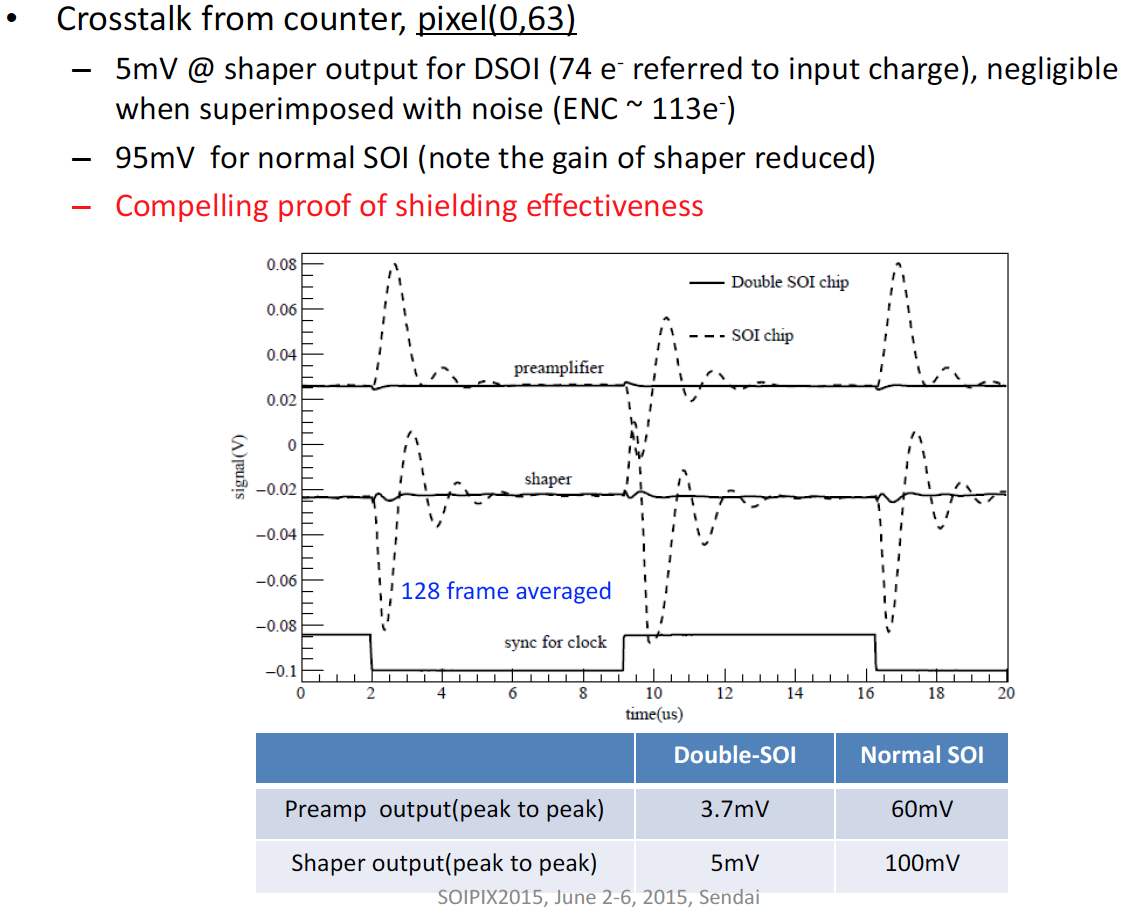 • Crosstalk from counter, pixel(0,63)
– 5mV @ shaper output for DSOI (74 e- referred to input charge), negligible
when superimposed with noise (ENC ~ 113e-)
– 95mV for normal SOI (note the gain of shaper reduced)
– Compelling proof of shielding effectiveness
0.08
0.06
0.04
0.02
0
−0.02
−0.04
−0.06
−0.08
−0.1
signal(V)
Double SOI chip
SOI chip
preamplifier
shaper
128 frame averaged
sync for clock
0 2 4 6 8 10 12 14 16 18 20
time(us)
Double-SOI Normal SOI
Preamp output(peak to peak) 3.7mV 60mV
Shaper output(peak to peak) 5mV 100mV
SOIPIX2015, June 2-6, 2015, Sendai